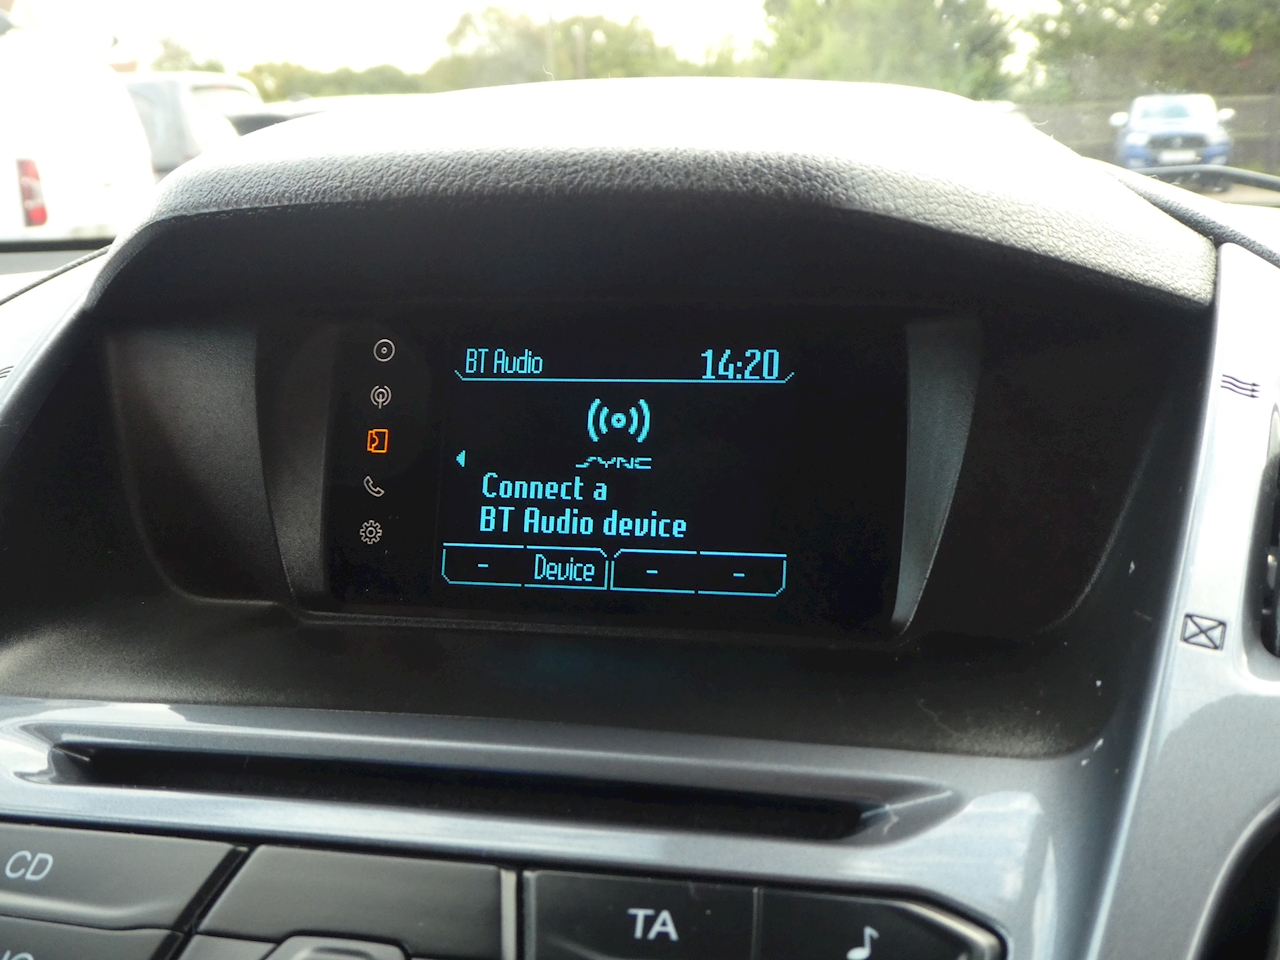 BT Audio 14:20
SYNC
Connect a
BT Audio device
- Device - -
CD
TA